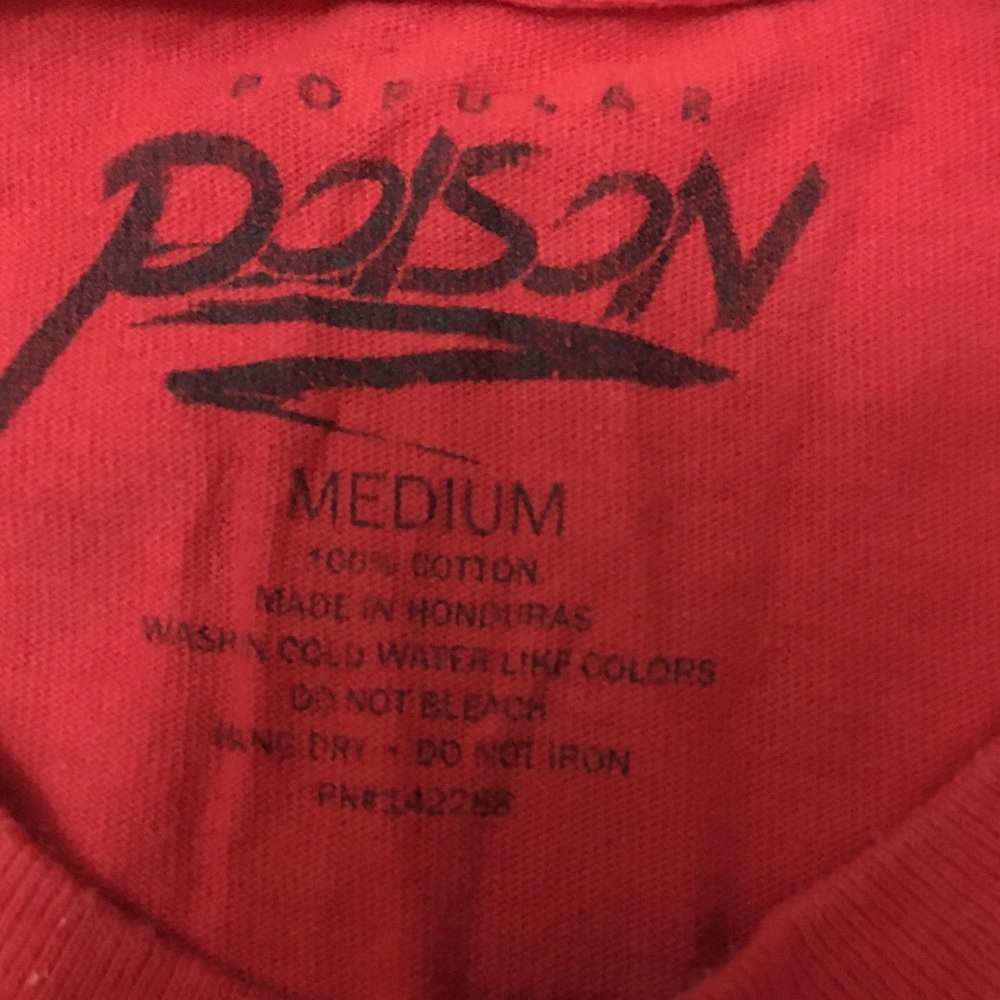 POPULAR
POISON
MEDIUM
100% COTTON
MADE IN HONDURAS
WASH IN COLD WATER LIKE COLORS
DO NOT BLEACH
HANG DRY - DO NOT IRON